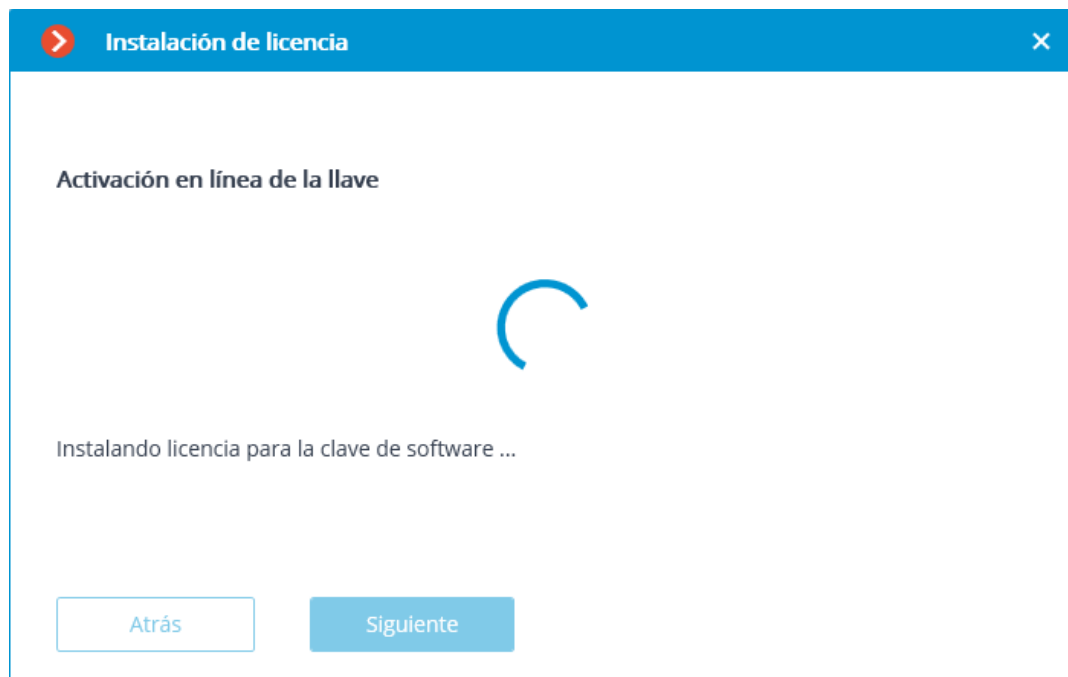 Instalación de licencia
Activación en línea de la llave
Instalando licencia para la clave de software ...
Atrás
Siguiente